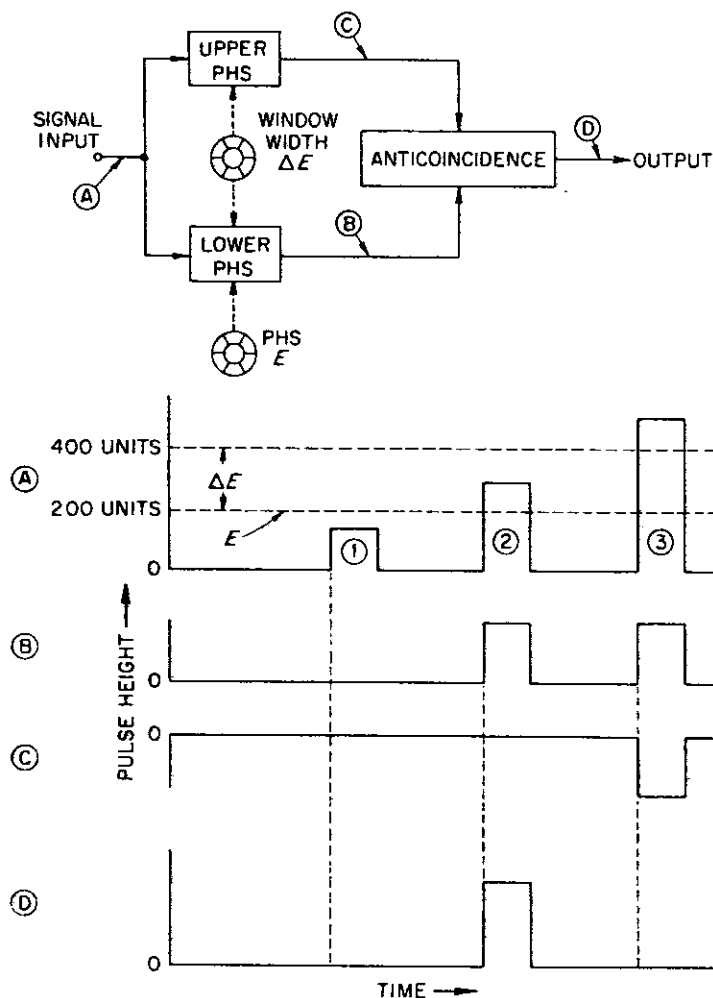 UPPER
PHS
C
SIGNAL
INPUT
WINDOW
WIDTH
ΔE
ANTICOINCIDENCE
D
OUTPUT
A
LOWER
PHS
B
PHS
E
400 UNITS
A
ΔE
200 UNITS
E
1
2
3
0
B
0
PULSE HEIGHT
0
C
D
0
TIME